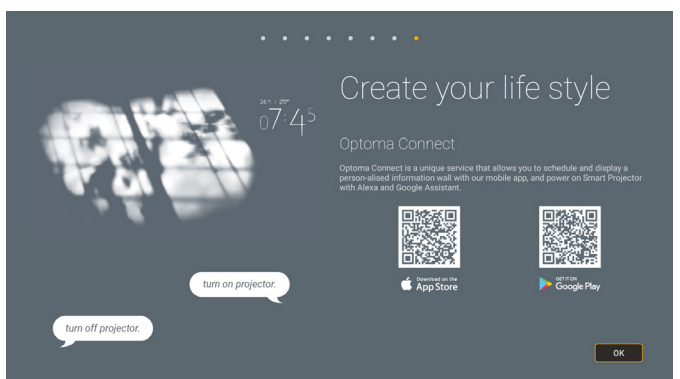 Create your life style
07:45
Optoma Connect
Optoma Connect is a unique service that allows you to schedule and display a
person-alised information wall with our mobile app, and power on Smart Projector
with Alexa and Google Assistant.
Download on the
App Store
GET IT ON
Google Play
turn on projector.
turn off projector.
OK